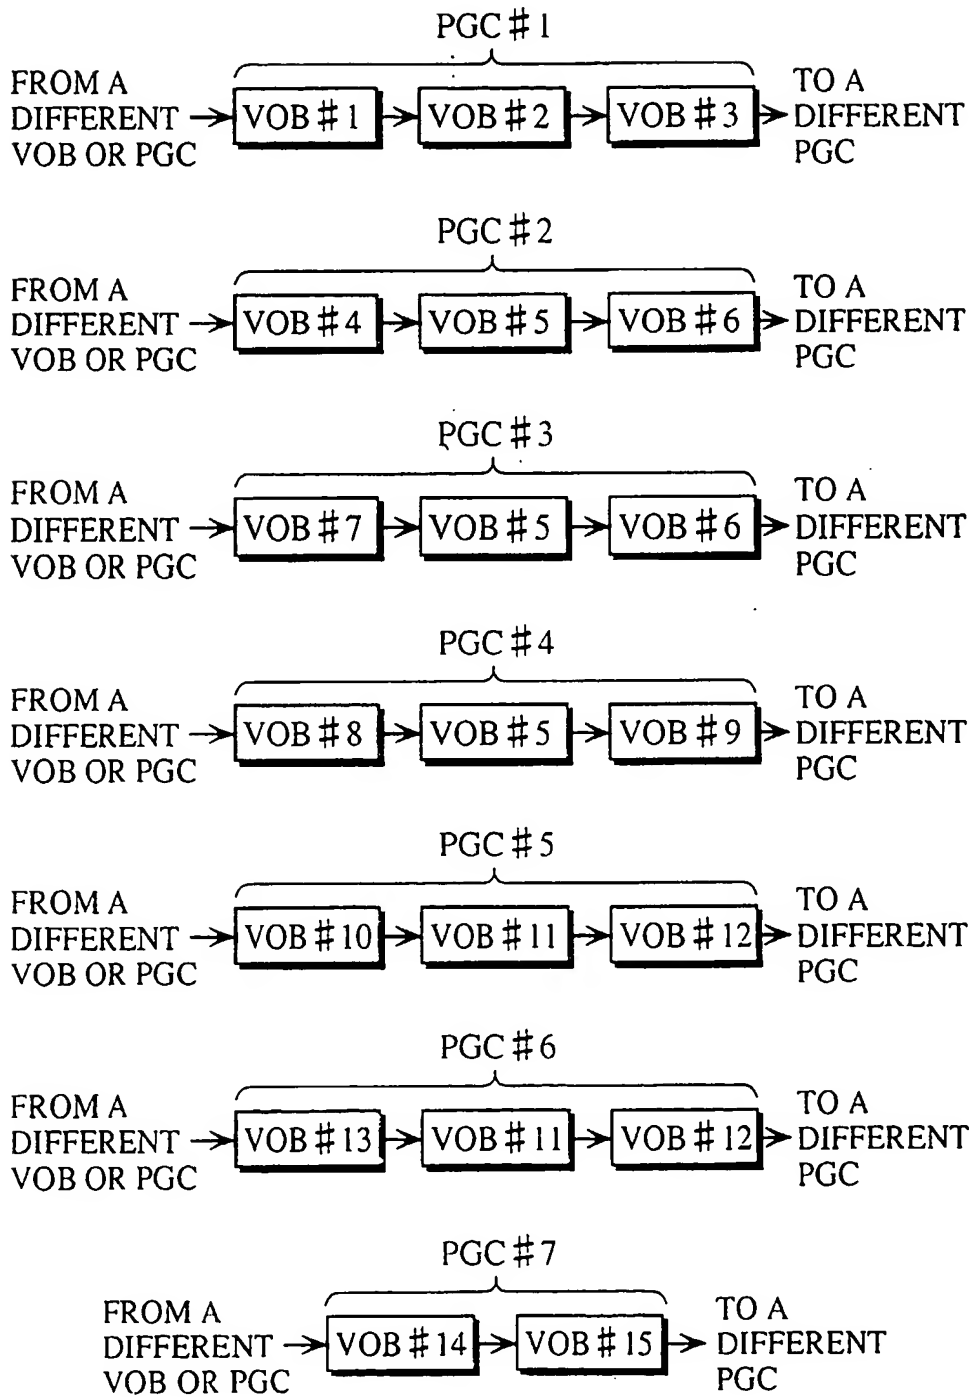 PGC #1
FROM A
DIFFERENT
VOB OR PGC
VOB #1
VOB #2
VOB #3
TO A
DIFFERENT
PGC
PGC #2
FROM A
DIFFERENT
VOB OR PGC
VOB #4
VOB #5
VOB #6
TO A
DIFFERENT
PGC
PGC #3
FROM A
DIFFERENT
VOB OR PGC
VOB #7
VOB #5
VOB #6
TO A
DIFFERENT
PGC
PGC #4
FROM A
DIFFERENT
VOB OR PGC
VOB #8
VOB #5
VOB #9
TO A
DIFFERENT
PGC
PGC #5
FROM A
DIFFERENT
VOB OR PGC
VOB #10
VOB #11
VOB #12
TO A
DIFFERENT
PGC
PGC #6
FROM A
DIFFERENT
VOB OR PGC
VOB #13
VOB #11
VOB #12
TO A
DIFFERENT
PGC
PGC #7
FROM A
DIFFERENT
VOB OR PGC
VOB #14
VOB #15
TO A
DIFFERENT
PGC